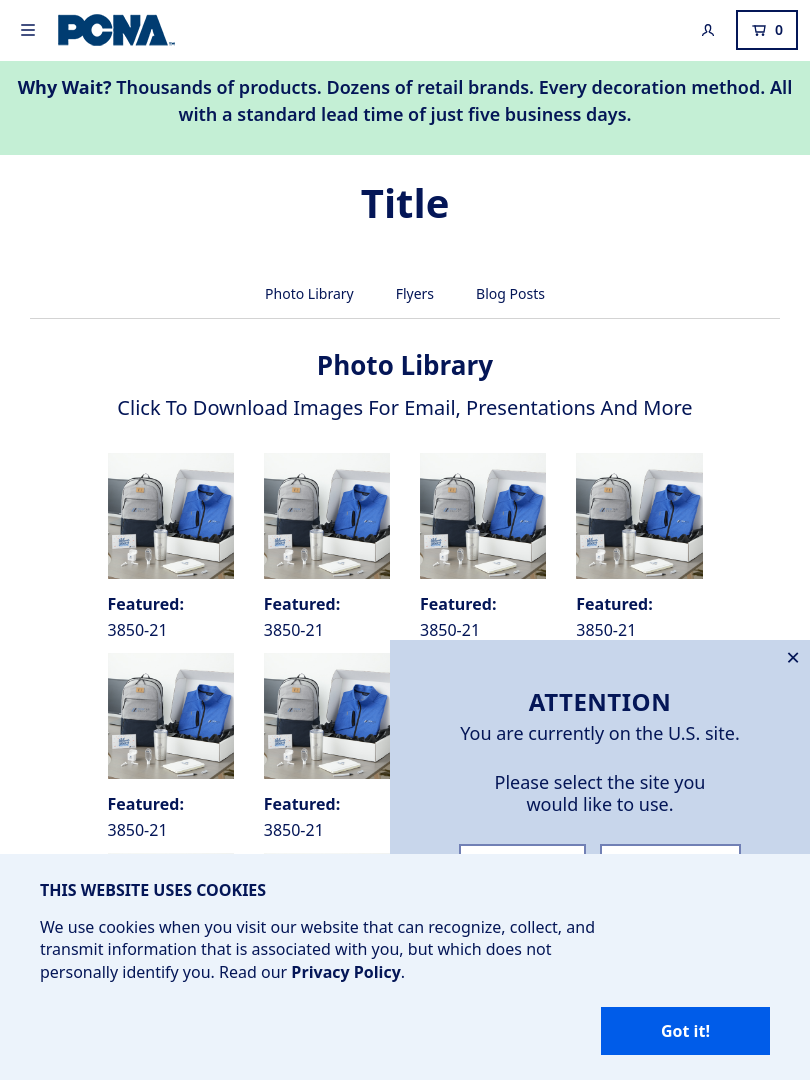 PCNA
0
Why Wait? Thousands of products. Dozens of retail brands. Every decoration method. All
with a standard lead time of just five business days.
Title
Photo Library
Flyers
Blog Posts
Photo Library
Click To Download Images For Email, Presentations And More
Featured:
3850-21
Featured:
3850-21
Featured:
3850-21
Featured:
3850-21
Featured:
3850-21
Featured:
3850-21
ATTENTION
You are currently on the U.S. site.
Please select the site you
would like to use.
THIS WEBSITE USES COOKIES
We use cookies when you visit our website that can recognize, collect, and
transmit information that is associated with you, but which does not
personally identify you. Read our Privacy Policy.
Got it!